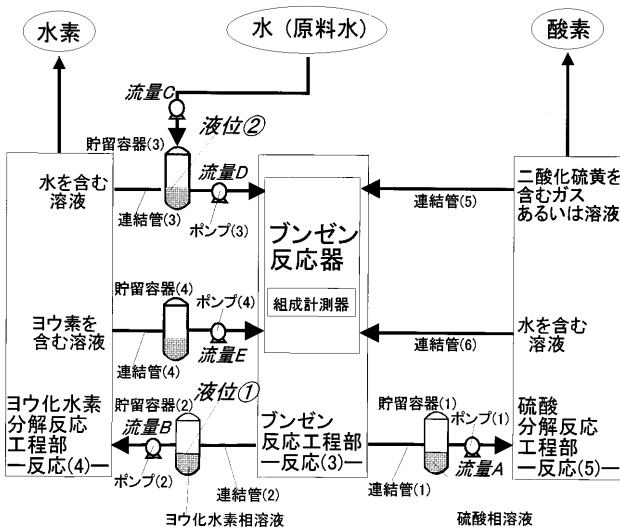 水素
水（原料水）
酸素
流量C
貯留容器(3)
液位②
水を含む
溶液
連結管(3)
流量D
ポンプ(3)
ブンゼン
反応器
組成計測器
連結管(5)
二酸化硫黄を
含むガス
あるいは溶液
貯留容器(4)
ポンプ(4)
ヨウ素を
含む溶液
連結管(4)
流量E
連結管(6)
水を含む
溶液
液位①
ヨウ化水素
分解反応
工程部
―反応(4)―
貯留容器(2)
流量B
ポンプ(2)
連結管(2)
ヨウ化水素相溶液
ブンゼン
反応工程部
―反応(3)―
貯留容器(1)
ポンプ(1)
流量A
連結管(1)
硫酸相溶液
硫酸
分解反応
工程部
―反応(5)―